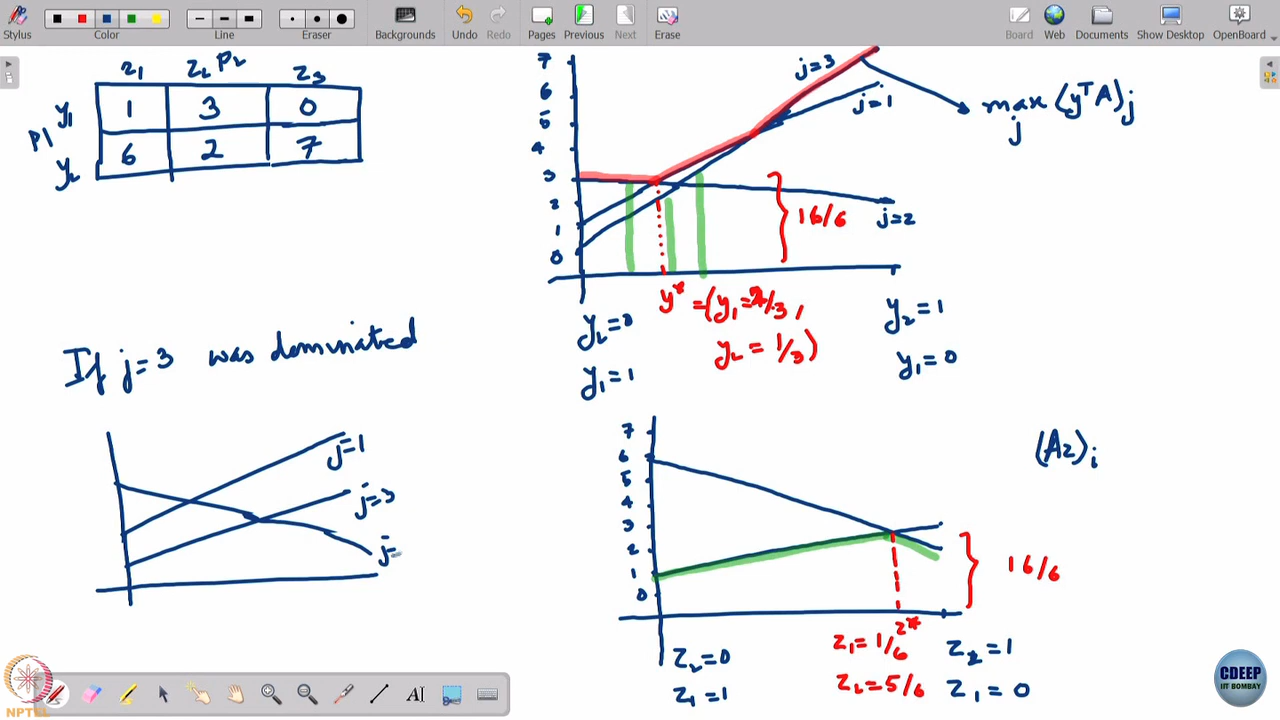 Stylus Color Line Eraser Backgrounds Undo Redo Pages Previous Next Erase Board Web Documents Show Desktop OpenBoard
z₁ z₂ P2 z₃
P1 y₁ 1 3 0
y₂ 6 2 7
7
6
5
4
3
2
1
0
j=3
j=1
j=2
max (yᵀA)j
j
16/6
y* = (y₁ = 2/3,
y₂ = 1/3)
y₂=0
y₁=1
y₂=1
y₁=0
If j=3 was dominated
j=1
j=3
j=
7
6
5
4
3
2
1
0
(Az)i
16/6
z*
z₁=1/6
z₂=5/6
z₂=0
z₁=1
z₂=1
z₁=0
NPTEL
CDEEP
IIT BOMBAY